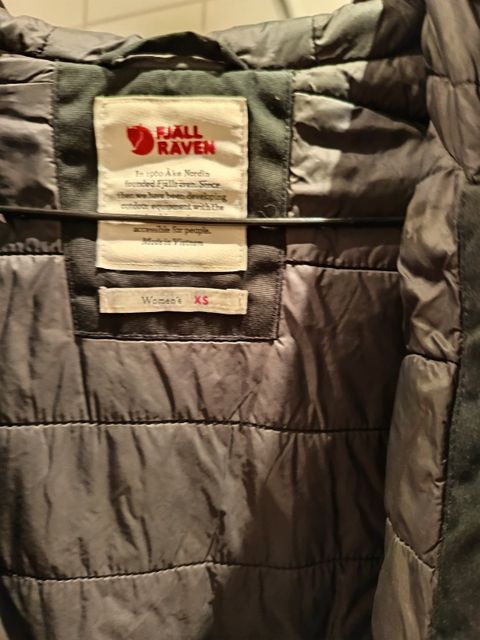 FJÄLL
RÄVEN
In 1960 Åke Nordin
founded Fjällräven. Since
then we have been developing
outdoor equipment with the
accessible for people.
Made in Vietnam
Women's XS